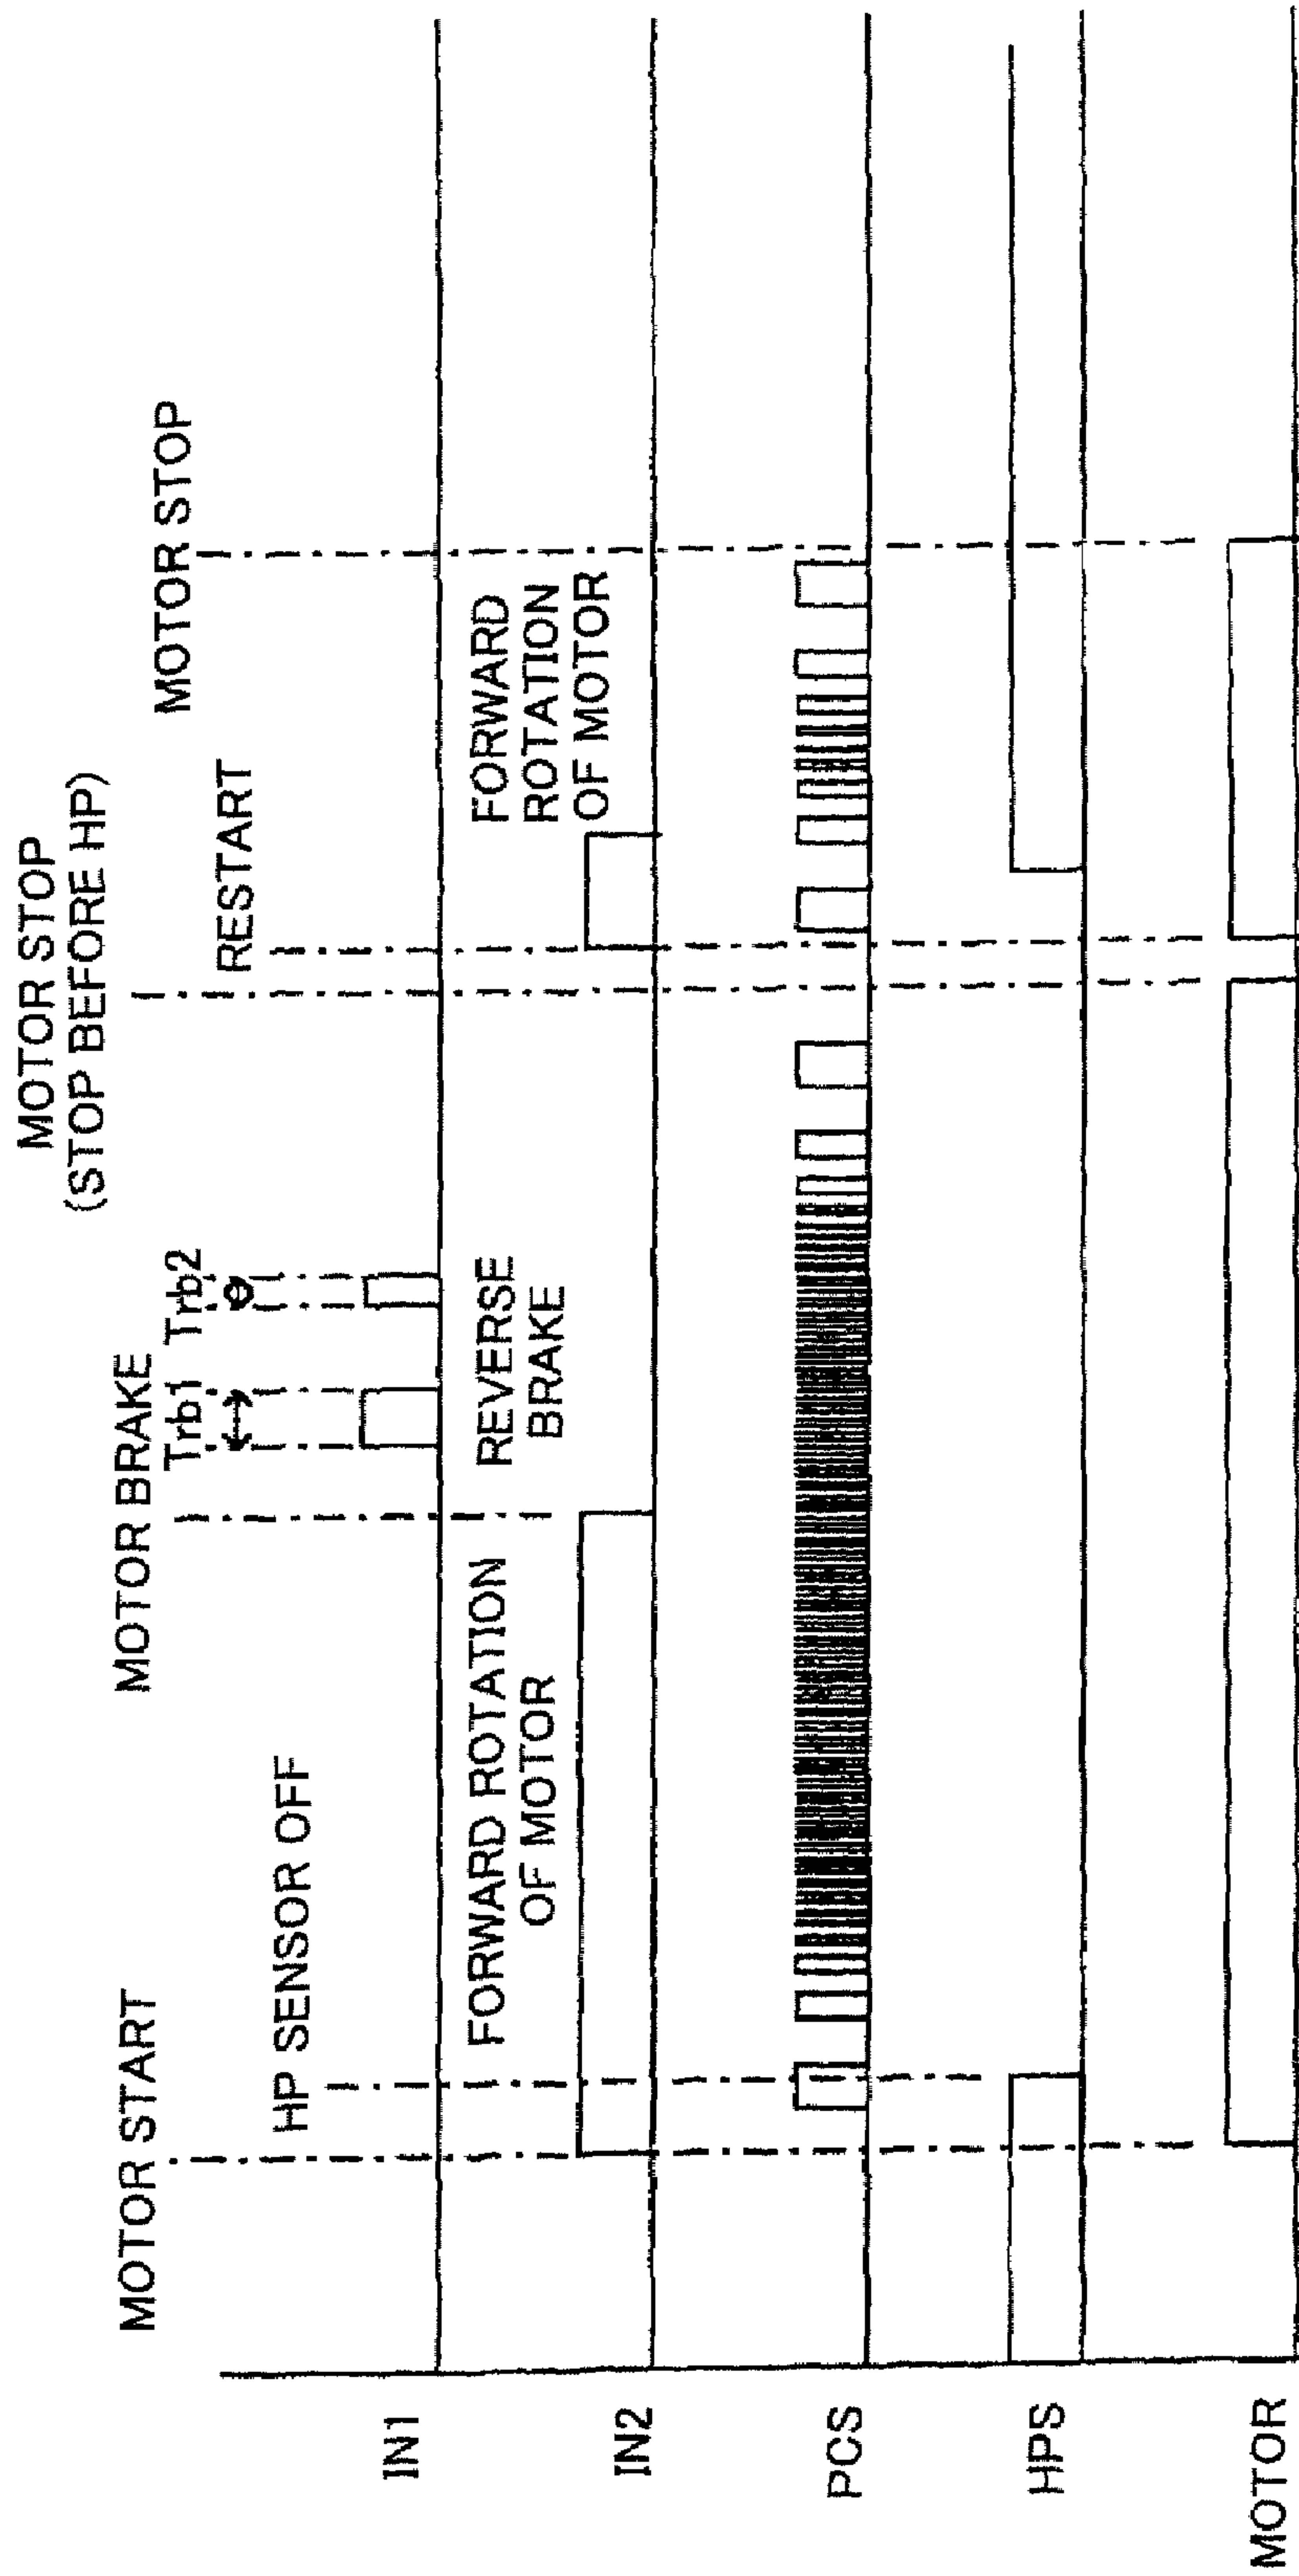 MOTOR STOP
(STOP BEFORE HP)
MOTOR START
MOTOR BRAKE
MOTOR STOP
Trb1
Trb2
RESTART
HP SENSOR OFF
IN1
FORWARD ROTATION
OF MOTOR
REVERSE
BRAKE
FORWARD
ROTATION
OF MOTOR
IN2
PCS
HPS
MOTOR